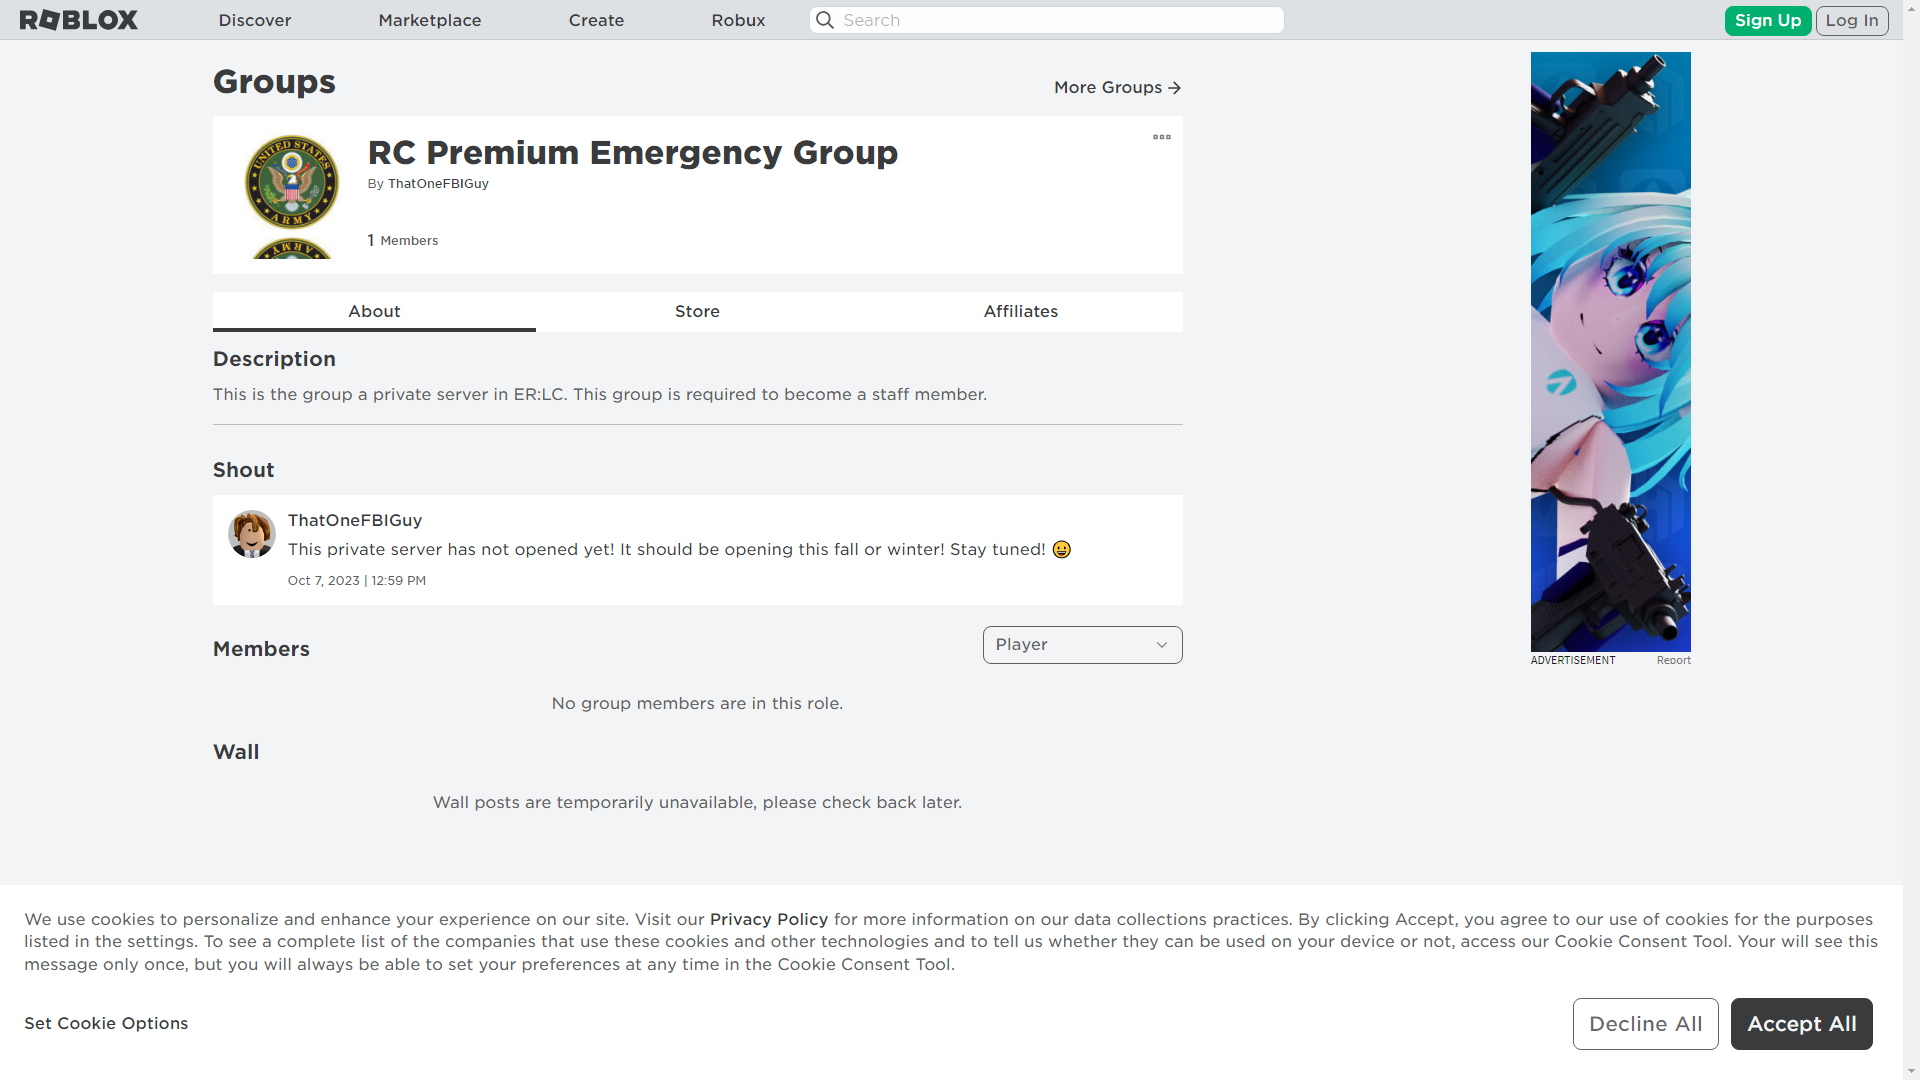 ROBLOX
Discover
Marketplace
Create
Robux
Search
Sign Up
Log In
Groups
More Groups
UNITED STATES
ARMY
ARMY
RC Premium Emergency Group
By ThatOneFBIGuy
1 Members
About
Store
Affiliates
Description
This is the group a private server in ER:LC. This group is required to become a staff member.
Shout
ThatOneFBIGuy
This private server has not opened yet! It should be opening this fall or winter! Stay tuned! 😀
Oct 7, 2023 | 12:59 PM
Members
Player
No group members are in this role.
Wall
Wall posts are temporarily unavailable, please check back later.
ADVERTISEMENT
Report
We use cookies to personalize and enhance your experience on our site. Visit our Privacy Policy for more information on our data collections practices. By clicking Accept, you agree to our use of cookies for the purposes
listed in the settings. To see a complete list of the companies that use these cookies and other technologies and to tell us whether they can be used on your device or not, access our Cookie Consent Tool. Your will see this
message only once, but you will always be able to set your preferences at any time in the Cookie Consent Tool.
Set Cookie Options
Decline All
Accept All